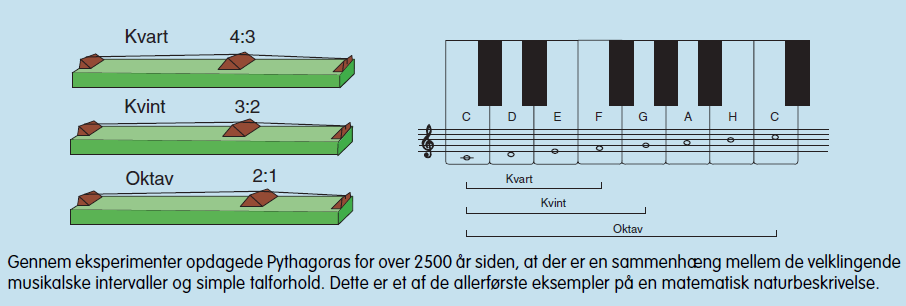 Kvart 4:3
Kvint 3:2
Oktav 2:1
C D E F G A H C
Kvart
Kvint
Oktav
Gennem eksperimenter opdagede Pythagoras for over 2500 år siden, at der er en sammenhæng mellem de velklingende
musikalske intervaller og simple talforhold. Dette er et af de allerførste eksempler på en matematisk naturbeskrivelse.